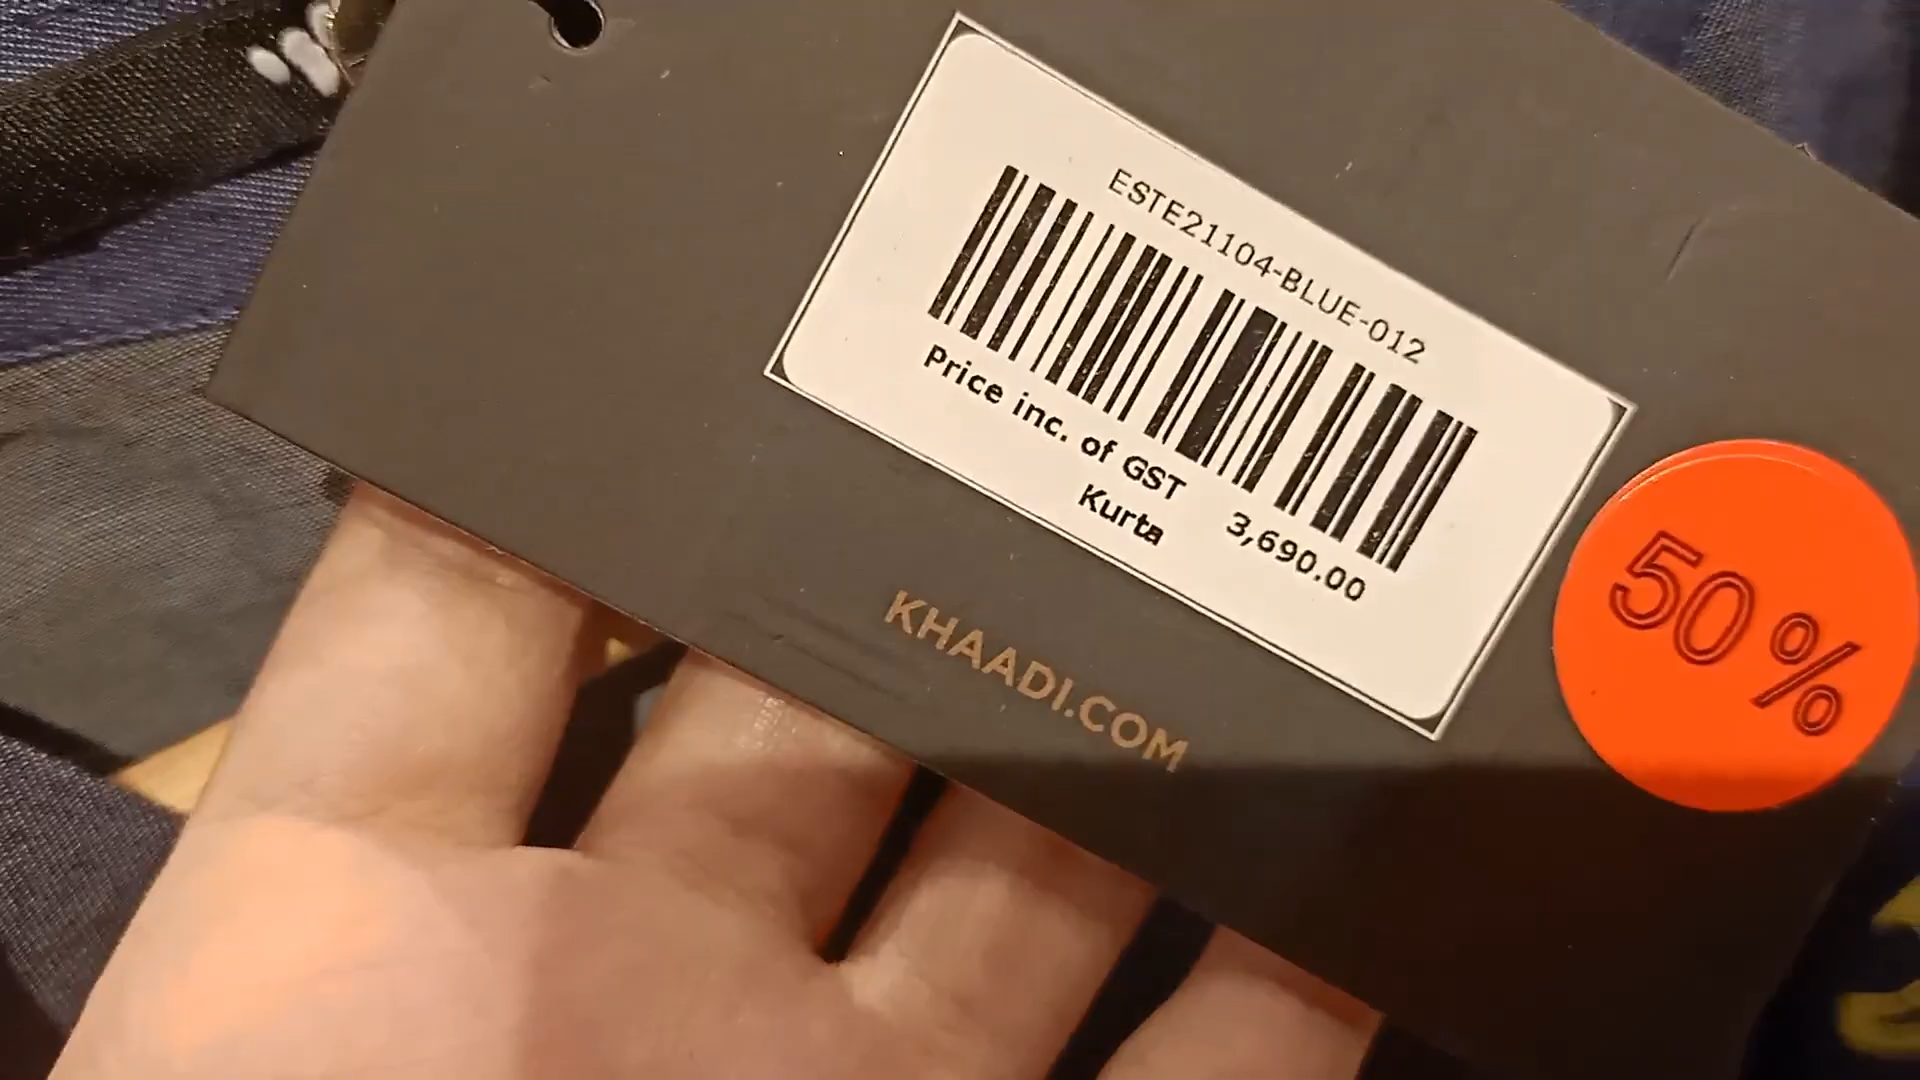 ESTE21104-BLUE-012
Price inc. of GST 3,690.00
Kurta
KHAADI.COM
50%